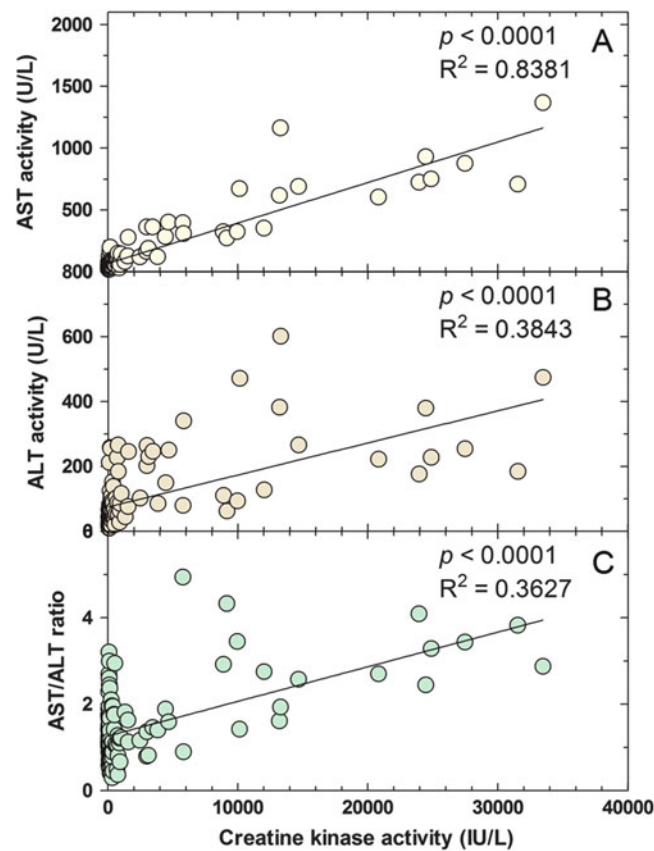 2000
1500
1000
500
800
AST activity (U/L)
p < 0.0001
R² = 0.8381
A
600
400
200
ALT activity (U/L)
p < 0.0001
R² = 0.3843
B
4
2
0
AST/ALT ratio
p < 0.0001
R² = 0.3627
C
0 10000 20000 30000 40000
Creatine kinase activity (IU/L)